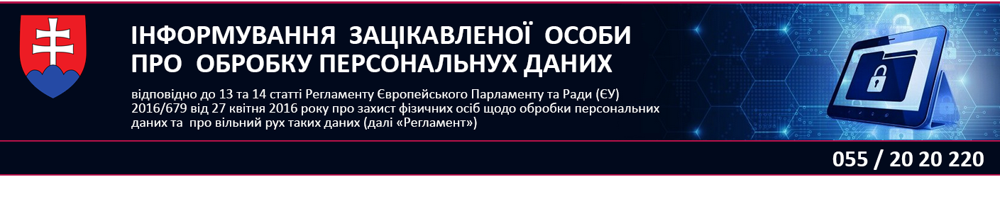 ІНФОРМУВАННЯ ЗАЦІКАВЛЕНОЇ ОСОБИ
ПРО ОБРОБКУ ПЕРСОНАЛЬНУХ ДАНИХ
відповідно до 13 та 14 статті Регламенту Європейського Парламенту та Ради (ЄУ)
2016/679 від 27 квітня 2016 року про захист фізичних осіб щодо обробки персональних
даних та про вільний рух таких даних (далі «Регламент»)
055 / 20 20 220